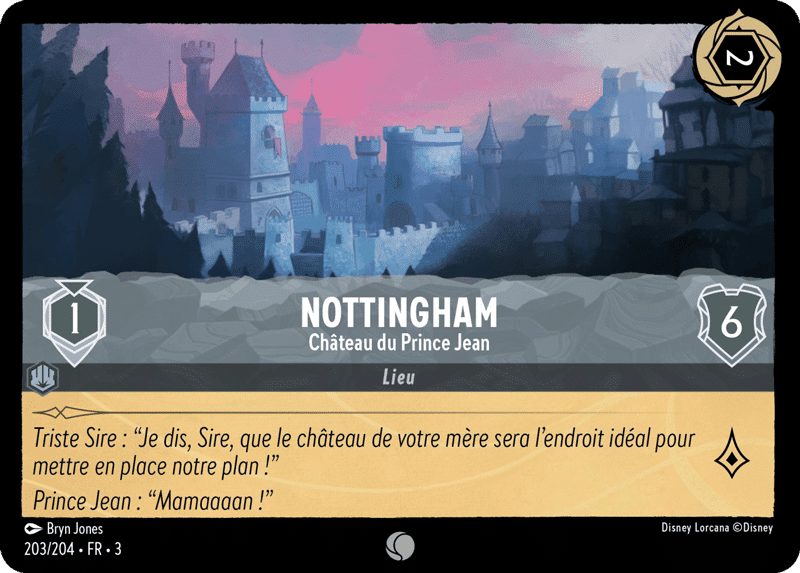 2
1
NOTTINGHAM
Château du Prince Jean
6
Lieu
Triste Sire : “Je dis, Sire, que le château de votre mère sera l’endroit idéal pour
mettre en place notre plan !”
Prince Jean : “Mamaaaan !”
Bryn Jones
Disney Lorcana ©Disney
203/204 • FR • 3